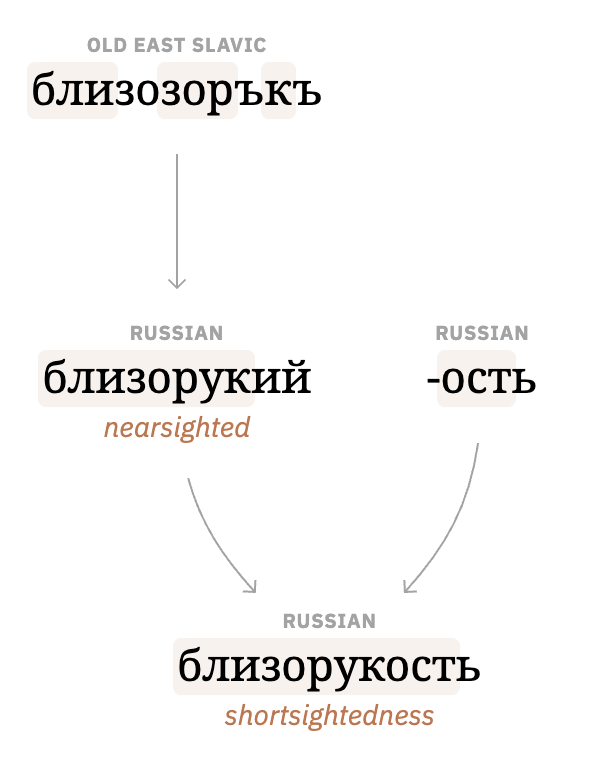 OLD EAST SLAVIC
близозоръкъ
RUSSIAN
RUSSIAN
близорукий
-ость
nearsighted
RUSSIAN
близорукость
shortsightedness